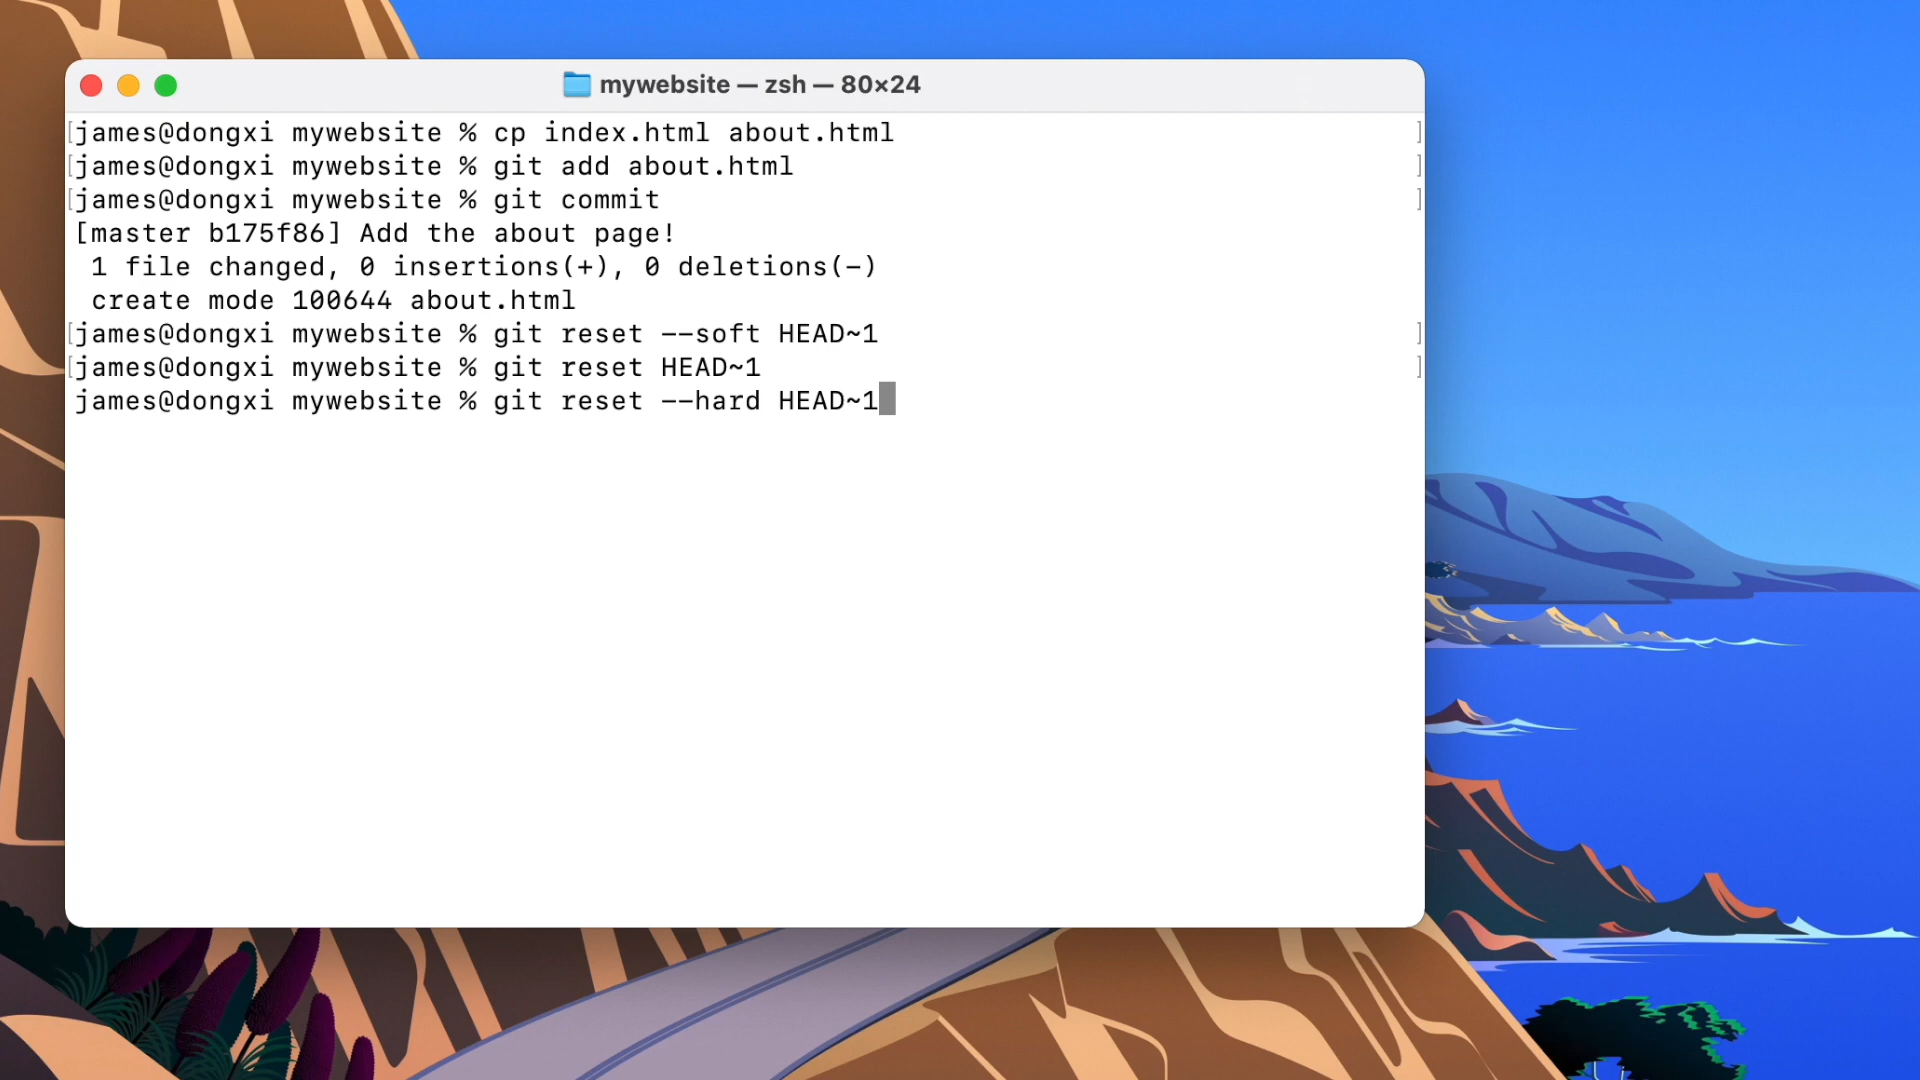 mywebsite — zsh — 80×24
james@dongxi mywebsite % cp index.html about.html
james@dongxi mywebsite % git add about.html
james@dongxi mywebsite % git commit
[master b175f86] Add the about page!
 1 file changed, 0 insertions(+), 0 deletions(-)
 create mode 100644 about.html
james@dongxi mywebsite % git reset --soft HEAD~1
james@dongxi mywebsite % git reset HEAD~1
james@dongxi mywebsite % git reset --hard HEAD~1